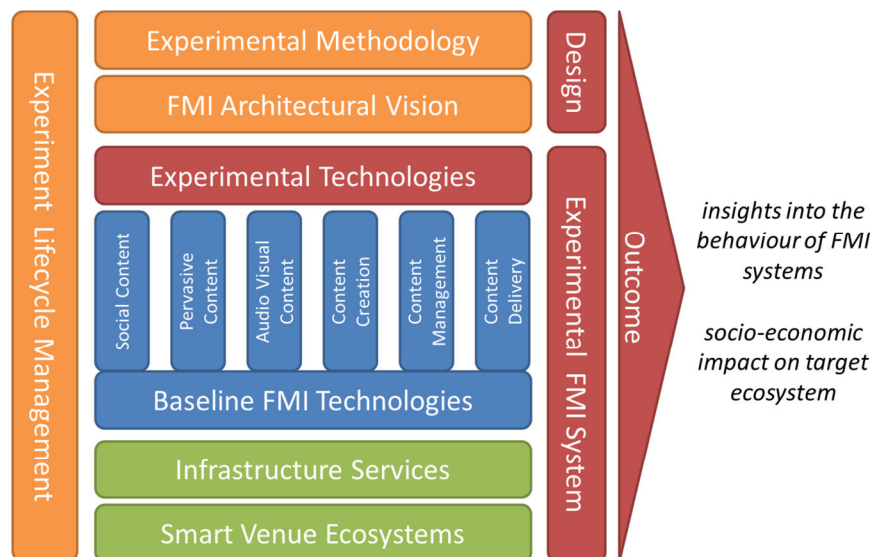 Experiment Lifecycle Management
Experimental Methodology
FMI Architectural Vision
Experimental Technologies
Social Content
Pervasive
Content
Audio Visual
Content
Content
Creation
Content
Management
Content
Delivery
Baseline FMI Technologies
Infrastructure Services
Smart Venue Ecosystems
Design
Experimental FMI System
Outcome
insights into the
behaviour of FMI
systems
socio-economic
impact on target
ecosystem